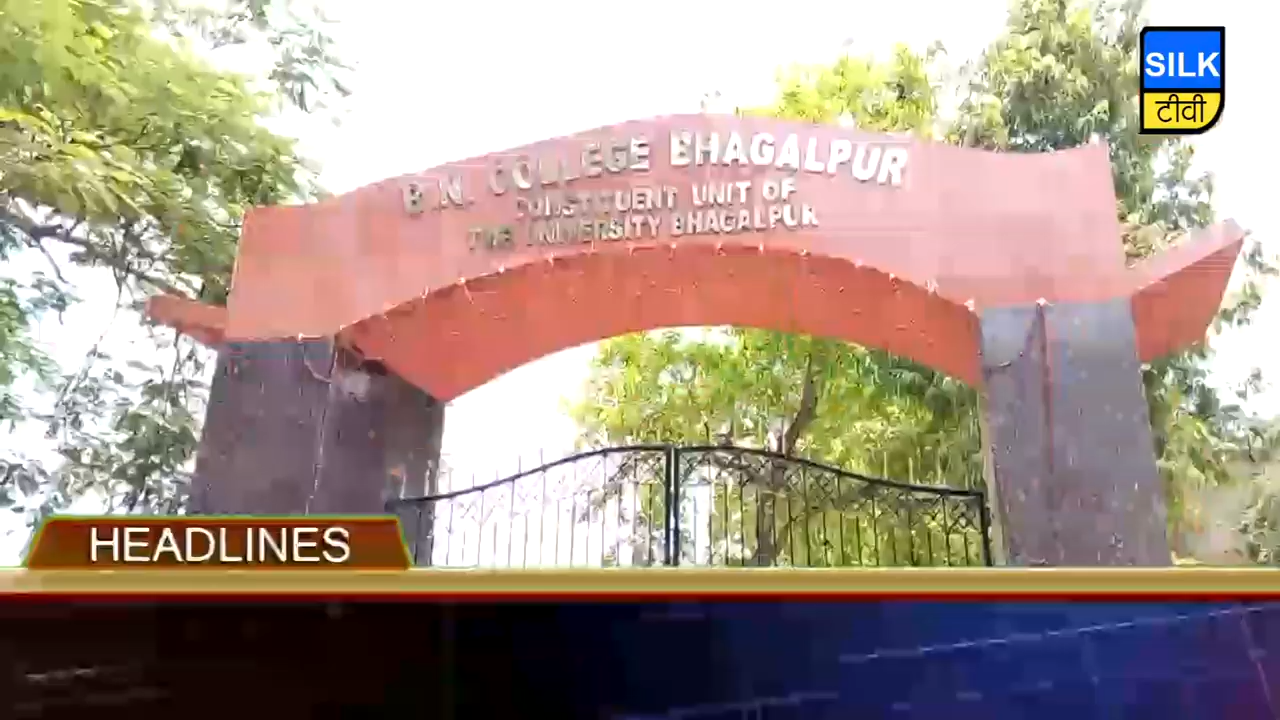 SILK
टीवी
B.N. COLLEGE BHAGALPUR
CONSTITUENT UNIT OF
UNIVERSITY BHAGALPUR
HEADLINES